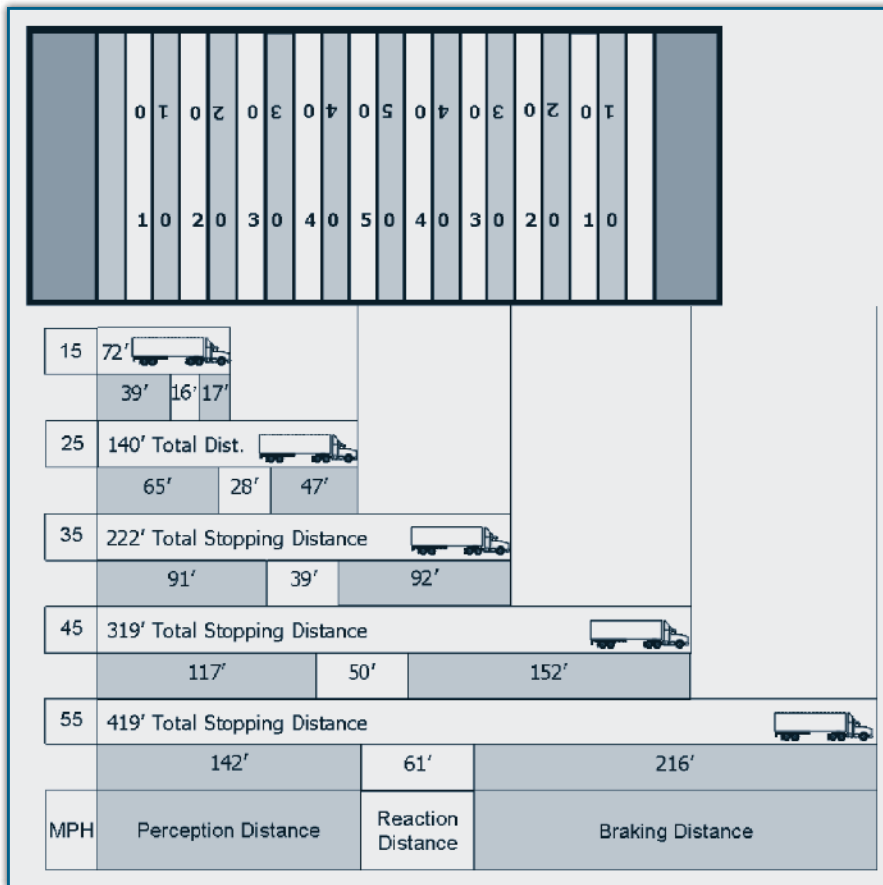 0 1 0 2 0 3 0 4 0 5 0 4 0 3 0 2 0 1
1 0 2 0 3 0 4 0 5 0 4 0 3 0 2 0 1 0
15 72′
39′ 16′ 17′
25 140′ Total Dist.
65′ 28′ 47′
35 222′ Total Stopping Distance
91′ 39′ 92′
45 319′ Total Stopping Distance
117′ 50′ 152′
55 419′ Total Stopping Distance
142′ 61′ 216′
MPH Perception Distance Reaction Distance Braking Distance